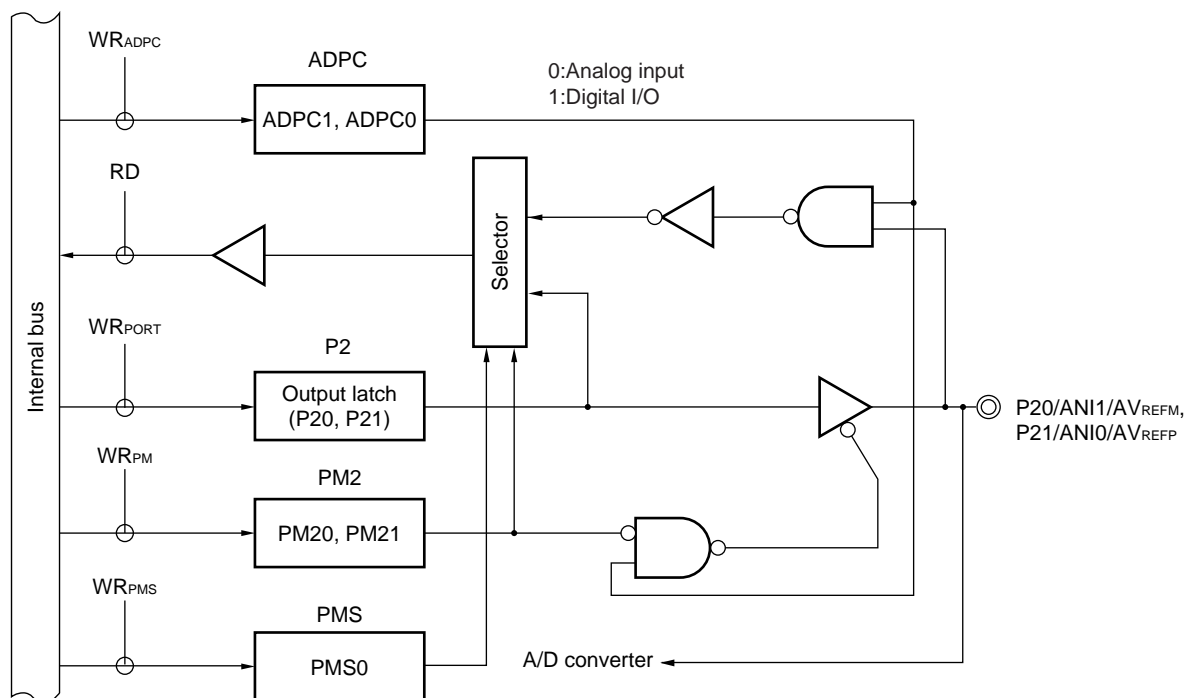 WRADPC
ADPC
0:Analog input
1:Digital I/O
ADPC1, ADPC0
RD
Selector
Internal bus
WRPORT
P2
Output latch
(P20, P21)
P20/ANI1/AVREFM,
P21/ANI0/AVREFP
WRPM
PM2
PM20, PM21
WRPMS
PMS
PMS0
A/D converter